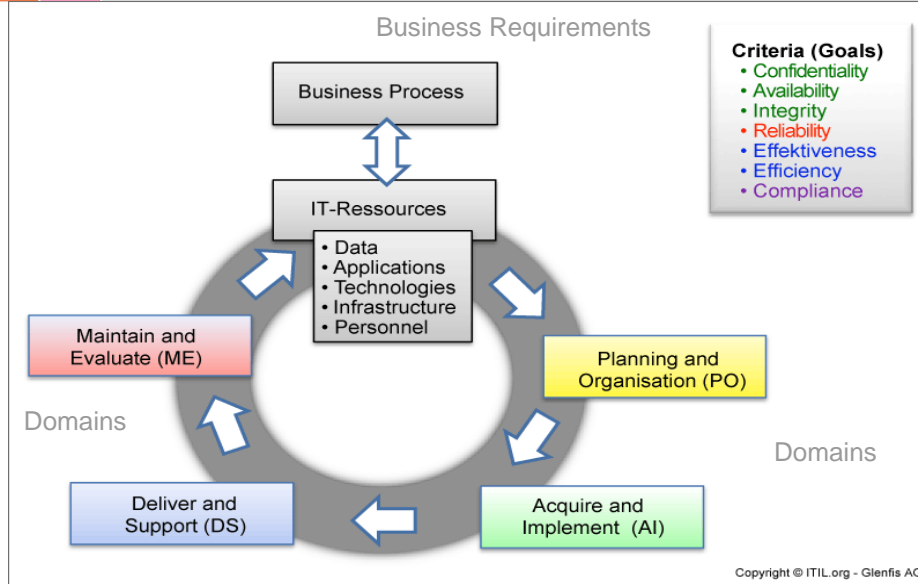 Business Requirements
Criteria (Goals)
• Confidentiality
• Availability
• Integrity
• Reliability
• Effektiveness
• Efficiency
• Compliance
Business Process
IT-Ressources
• Data
• Applications
• Technologies
• Infrastructure
• Personnel
Maintain and
Evaluate (ME)
Planning and
Organisation (PO)
Domains
Domains
Deliver and
Support (DS)
Acquire and
Implement (AI)
Copyright © ITIL.org - Glenfis AG